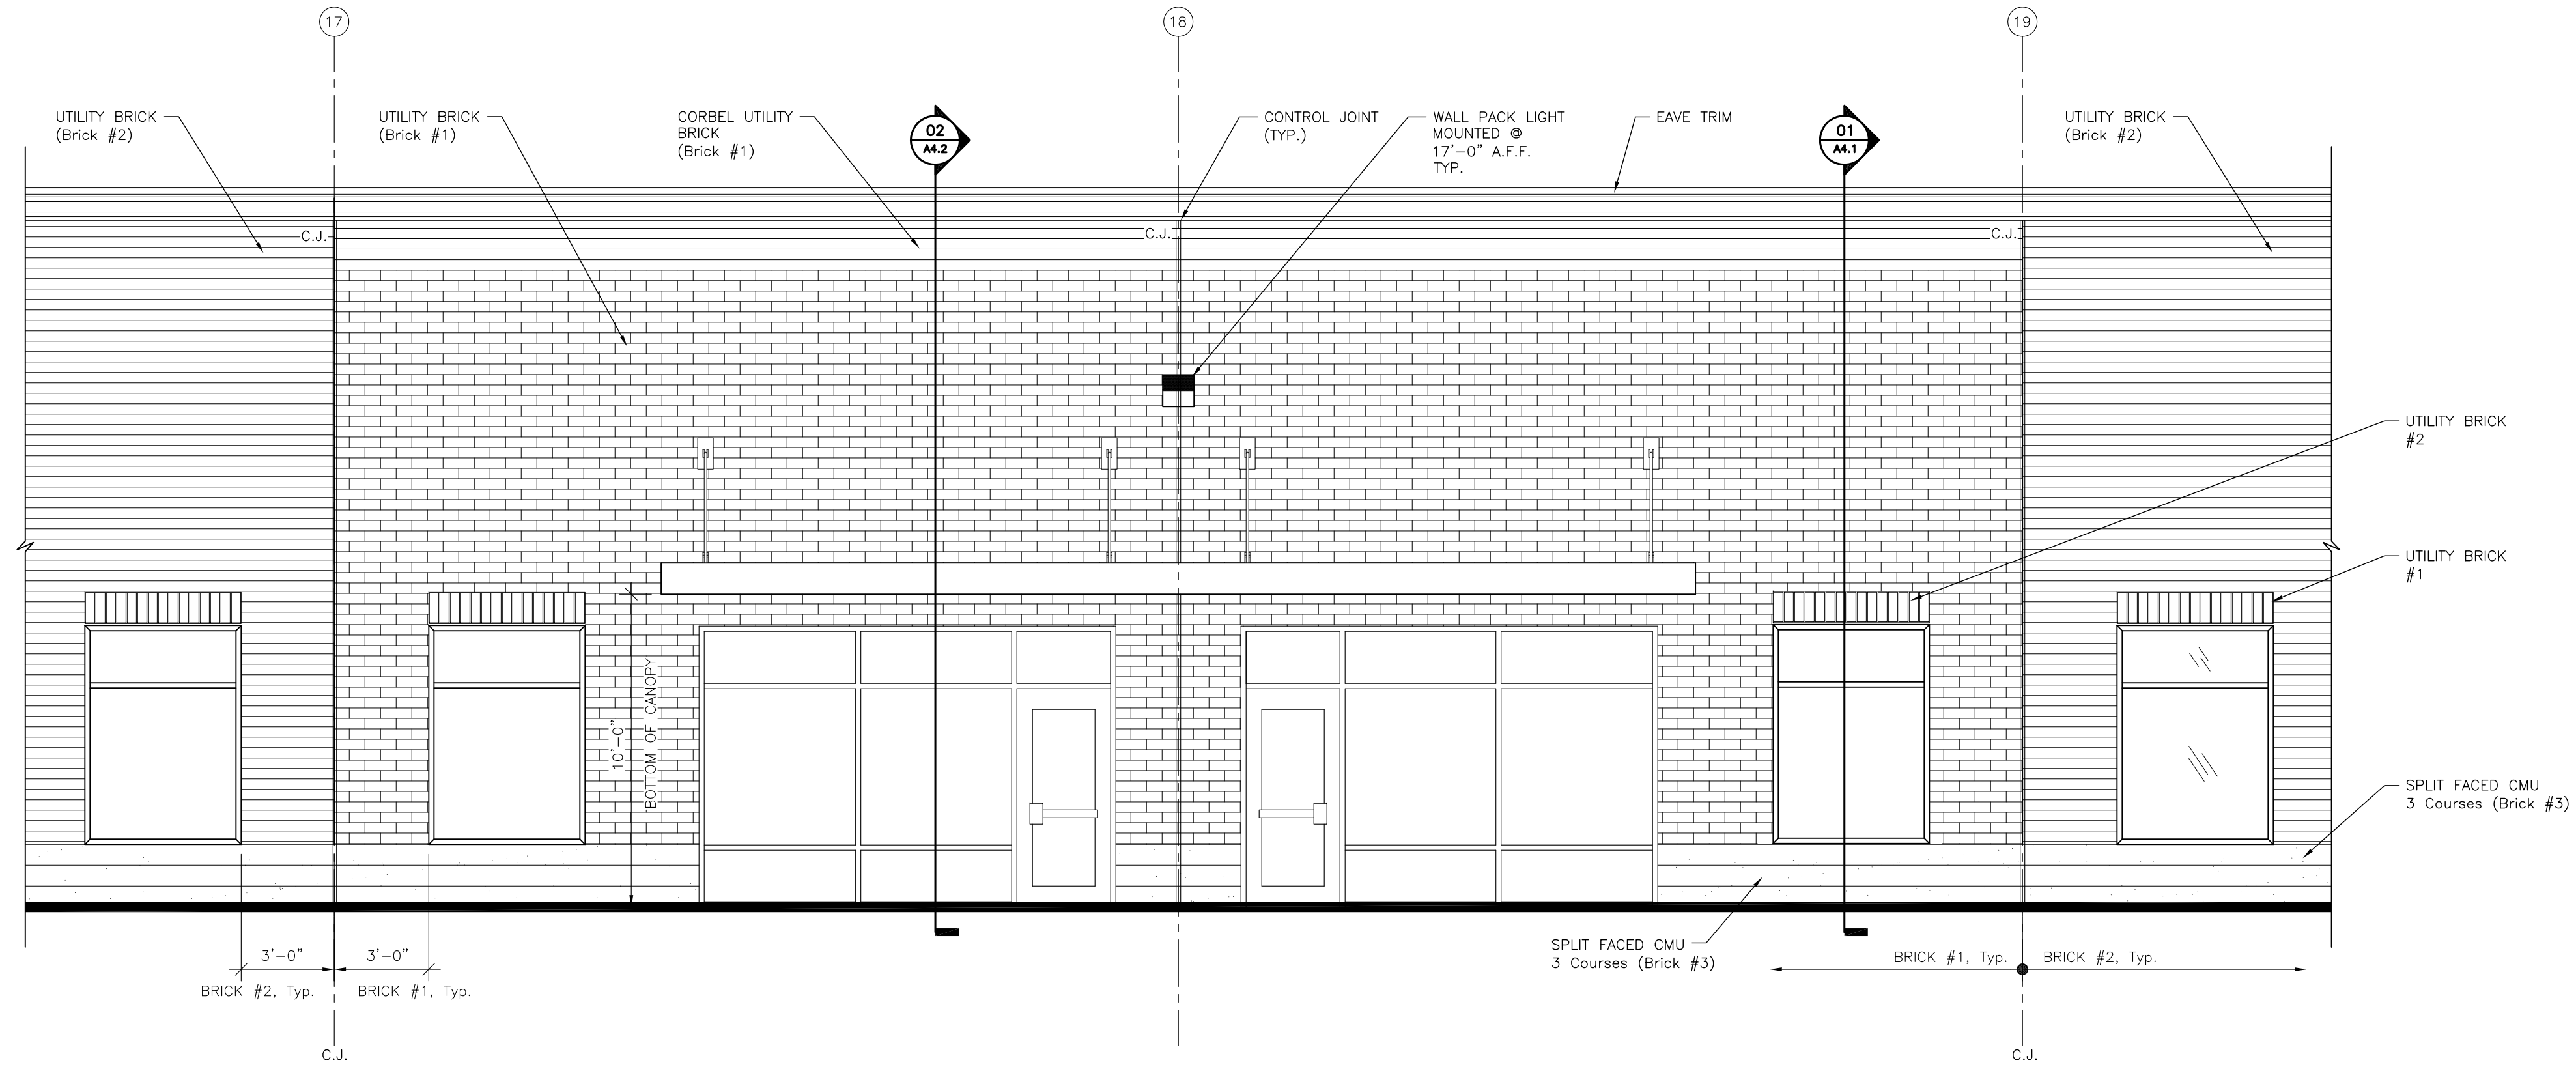 17
18
19
UTILITY BRICK
(Brick #2)
UTILITY BRICK
(Brick #1)
CORBEL UTILITY
BRICK
(Brick #1)
02
A4.2
CONTROL JOINT
(TYP.)
WALL PACK LIGHT
MOUNTED @
17'-0" A.F.F.
TYP.
EAVE TRIM
01
A4.1
UTILITY BRICK
(Brick #2)
C.J.
C.J.
C.J.
UTILITY BRICK
#2
UTILITY BRICK
#1
10'-0"
BOTTOM OF CANOPY
SPLIT FACED CMU
3 Courses (Brick #3)
SPLIT FACED CMU
3 Courses (Brick #3)
3'-0"
3'-0"
BRICK #2, Typ.
BRICK #1, Typ.
BRICK #1, Typ.
BRICK #2, Typ.
C.J.
C.J.